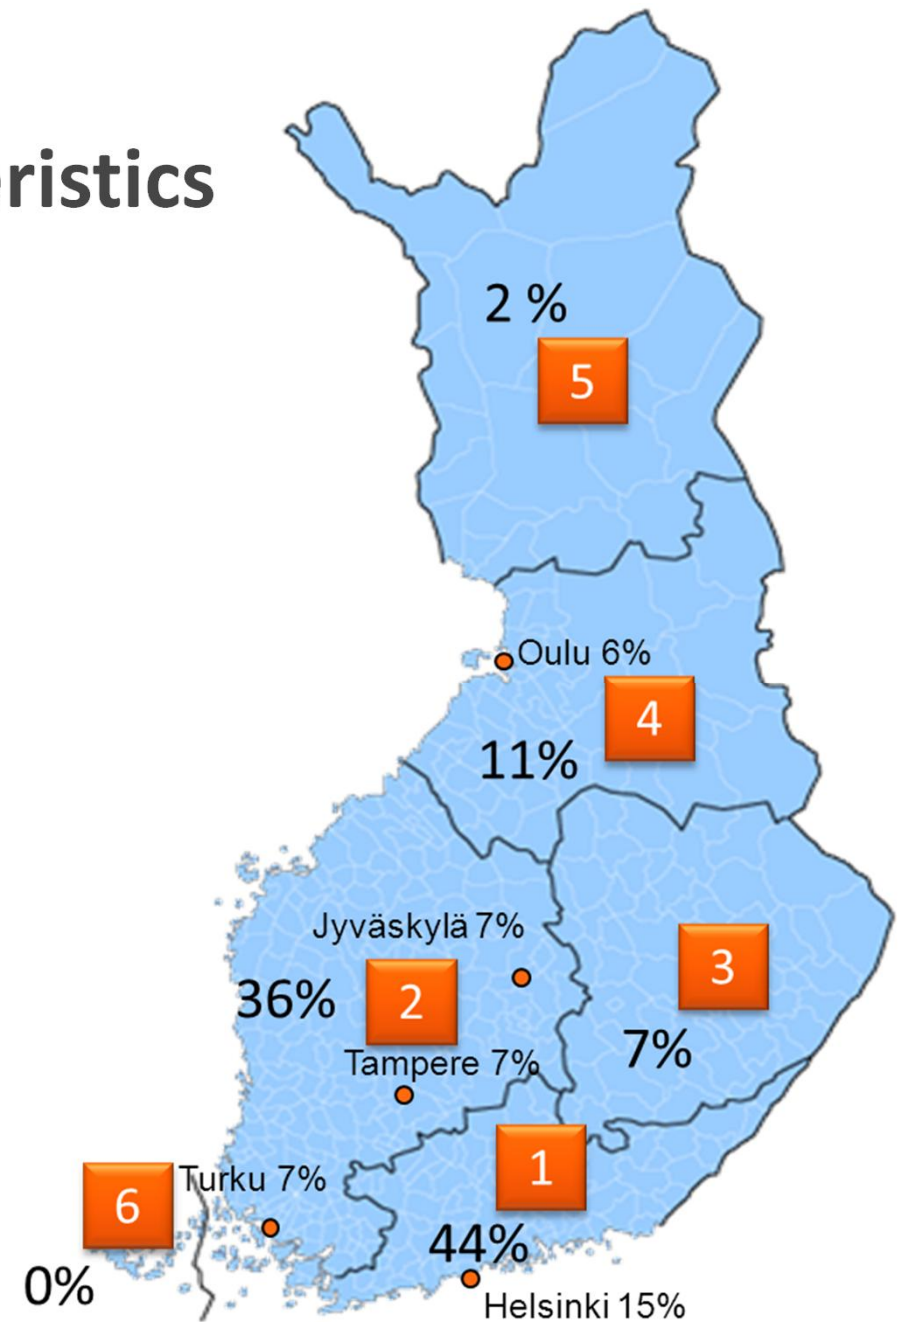 eristics
2 %
5
Oulu 6%
4
11%
Jyväskylä 7%
3
36%
2
7%
Tampere 7%
1
6
Turku 7%
44%
0%
Helsinki 15%